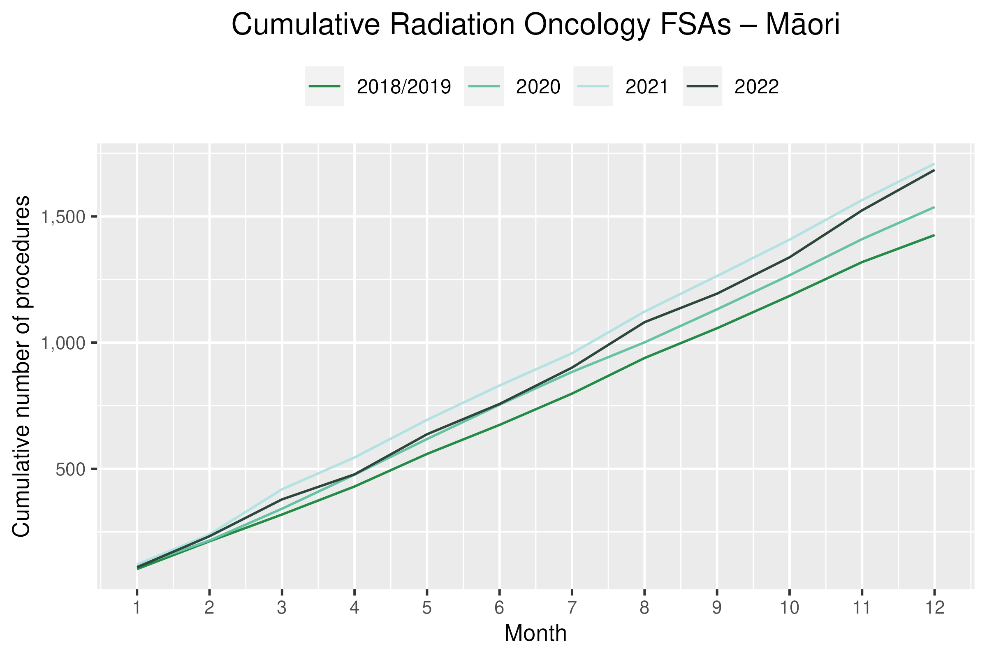 Cumulative Radiation Oncology FSAs – Māori
2018/2019 2020 2021 2022
Cumulative number of procedures
1,500
1,000
500
1 2 3 4 5 6 7 8 9 10 11 12
Month